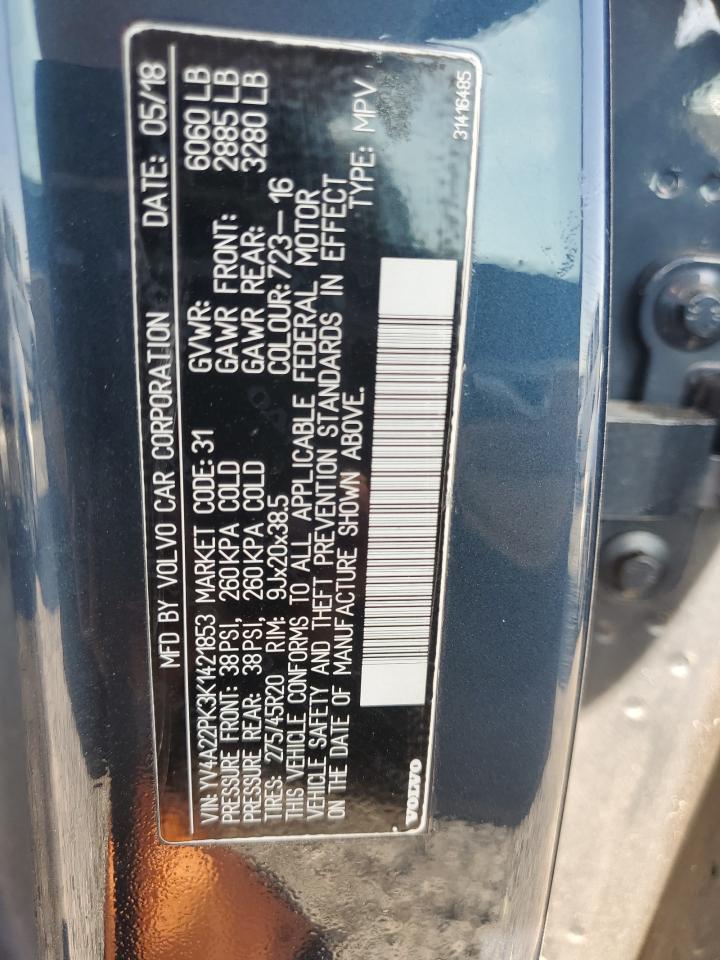 MFD BY VOLVO CAR CORPORATION DATE: 05/18
VIN: YV4A22PK3K1421853 MARKET CODE: 31 GVWR: 6060 LB
PRESSURE FRONT: 38PSI, 260KPA COLD GAWR FRONT: 2885 LB
PRESSURE REAR: 38PSI, 260KPA COLD GAWR REAR: 3280 LB
TIRES: 275/45R20 RIM: 9Jx20x38.5 COLOUR: 723–16
THIS VEHICLE CONFORMS TO ALL APPLICABLE FEDERAL MOTOR
VEHICLE SAFETY AND THEFT PREVENTION STANDARDS IN EFFECT
ON THE DATE OF MANUFACTURE SHOWN ABOVE. TYPE: MPV
VOLVO 31416485